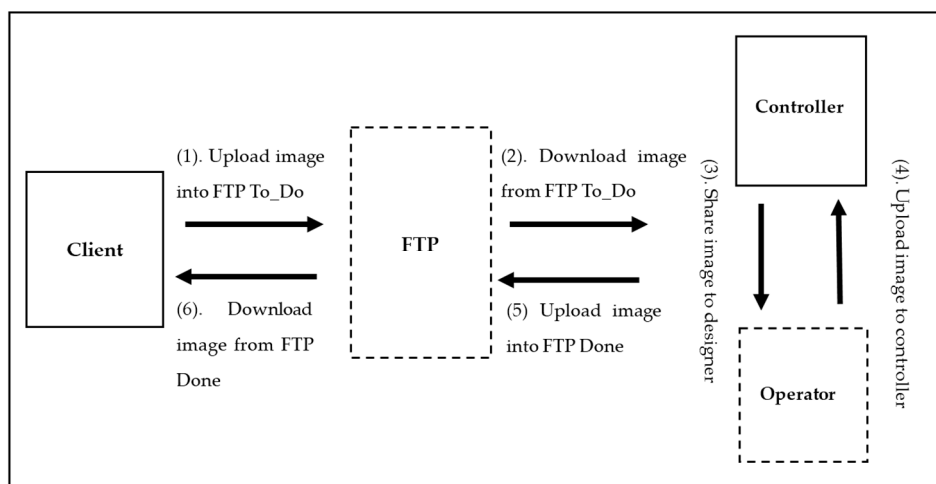 Controller
(1). Upload image
into FTP To_Do
(2). Download image
from FTP To_Do
(3). Share image to designer
(4). Upload image to controller
Client
FTP
(6). Download
image from FTP
Done
(5) Upload image
into FTP Done
Operator